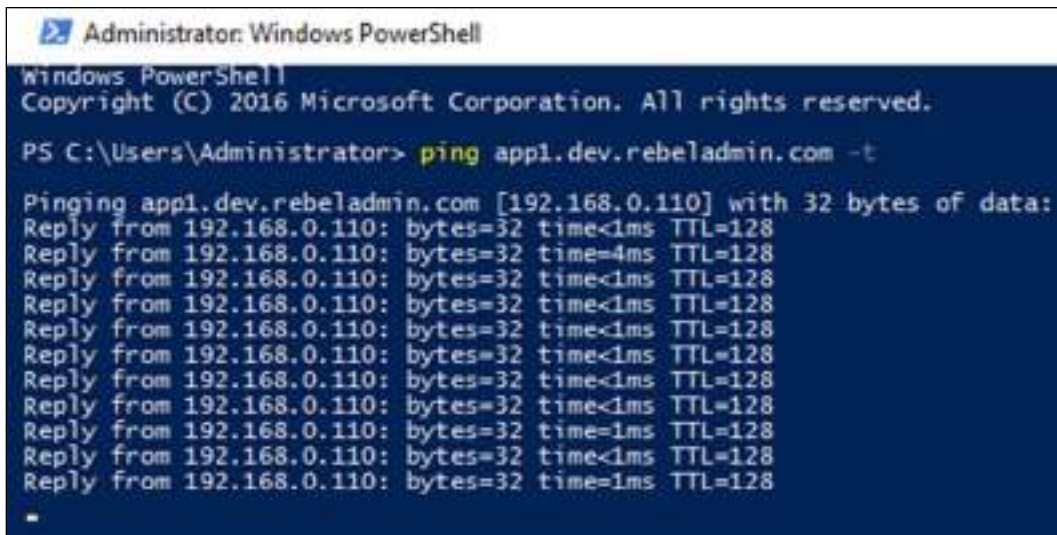 Administrator: Windows PowerShell
Windows PowerShell
Copyright (C) 2016 Microsoft Corporation. All rights reserved.
PS C:\Users\Administrator> ping app1.dev.rebeladmin.com -t
Pinging app1.dev.rebeladmin.com [192.168.0.110] with 32 bytes of data:
Reply from 192.168.0.110: bytes=32 time<1ms TTL=128
Reply from 192.168.0.110: bytes=32 time=4ms TTL=128
Reply from 192.168.0.110: bytes=32 time<1ms TTL=128
Reply from 192.168.0.110: bytes=32 time<1ms TTL=128
Reply from 192.168.0.110: bytes=32 time<1ms TTL=128
Reply from 192.168.0.110: bytes=32 time<1ms TTL=128
Reply from 192.168.0.110: bytes=32 time<1ms TTL=128
Reply from 192.168.0.110: bytes=32 time<1ms TTL=128
Reply from 192.168.0.110: bytes=32 time=1ms TTL=128
Reply from 192.168.0.110: bytes=32 time<1ms TTL=128
Reply from 192.168.0.110: bytes=32 time=1ms TTL=128